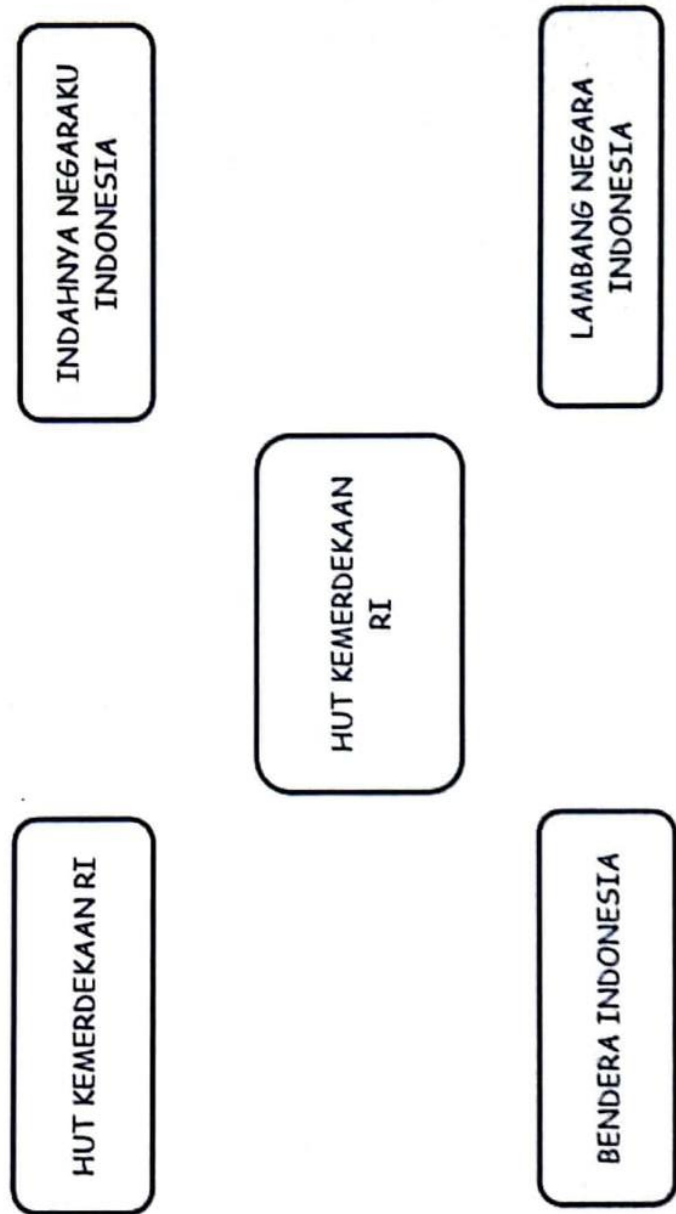 HUT KEMERDEKAAN RI
INDAHNYA NEGARAKU
INDONESIA
HUT KEMERDEKAAN
RI
BENDERA INDONESIA
LAMBANG NEGARA
INDONESIA